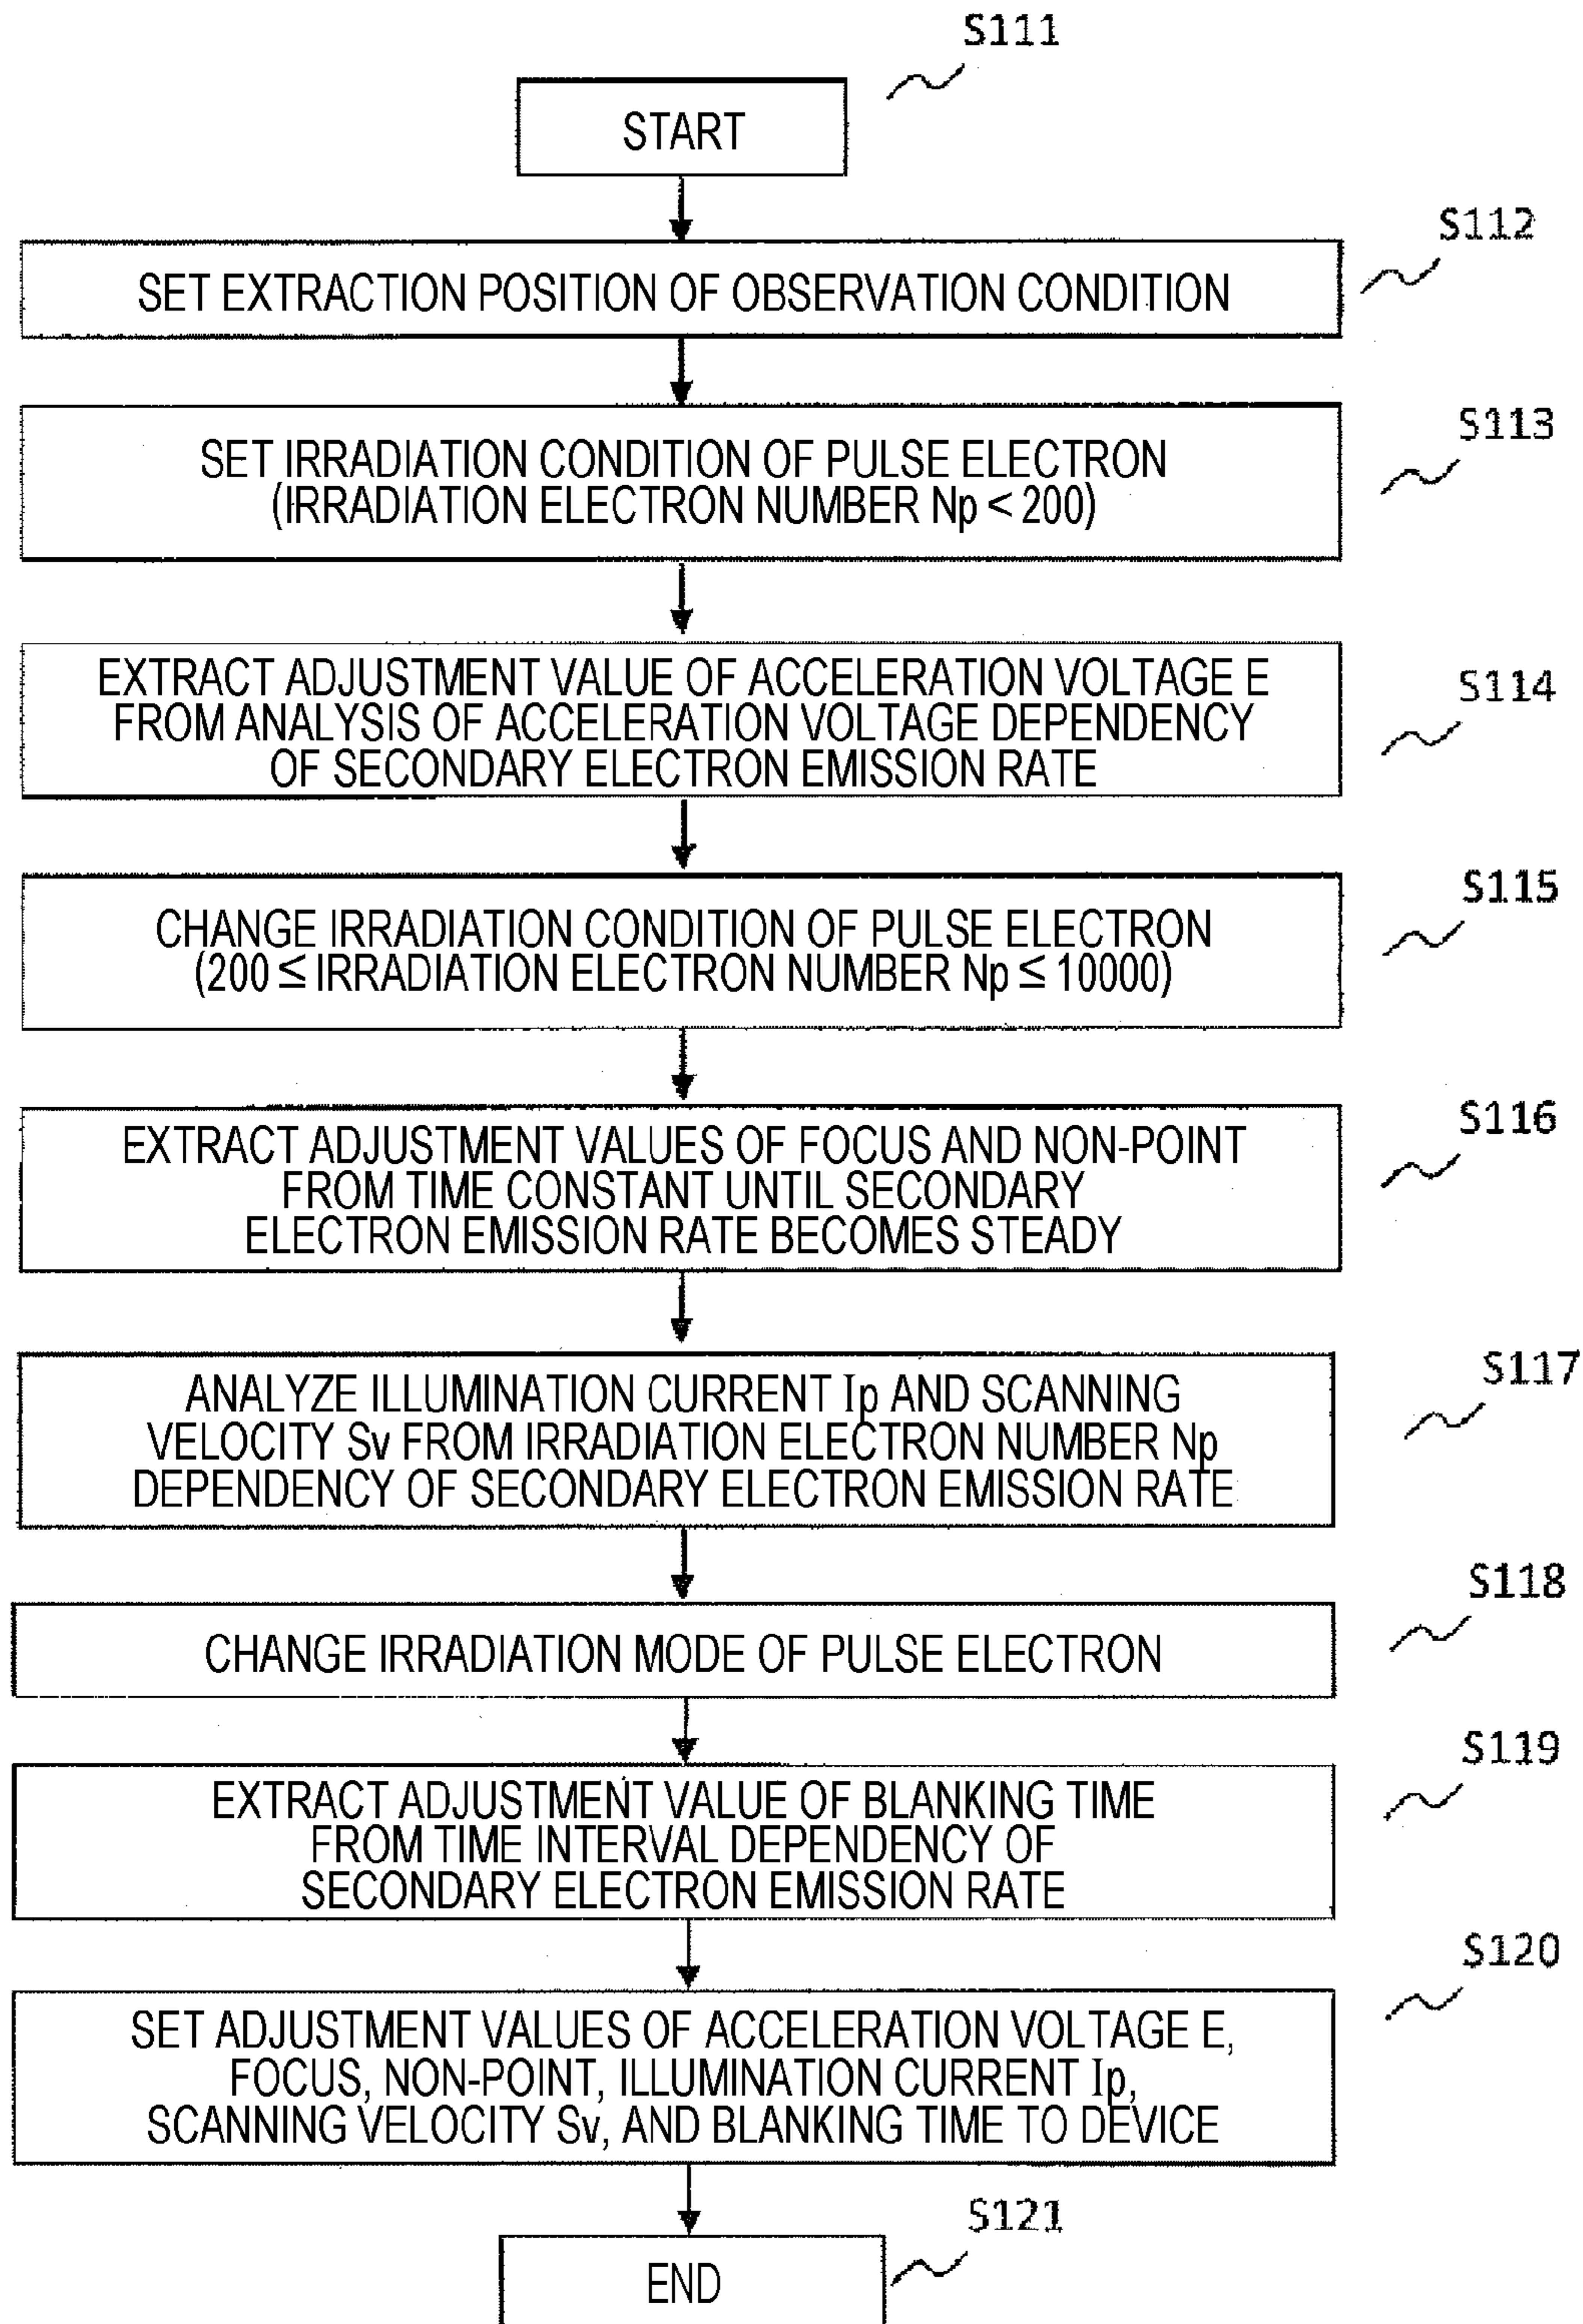 S111
START
S112
SET EXTRACTION POSITION OF OBSERVATION CONDITION
S113
SET IRRADIATION CONDITION OF PULSE ELECTRON
(IRRADIATION ELECTRON NUMBER Np < 200)
S114
EXTRACT ADJUSTMENT VALUE OF ACCELERATION VOLTAGE E
FROM ANALYSIS OF ACCELERATION VOLTAGE DEPENDENCY
OF SECONDARY ELECTRON EMISSION RATE
S115
CHANGE IRRADIATION CONDITION OF PULSE ELECTRON
(200 ≤ IRRADIATION ELECTRON NUMBER Np ≤ 10000)
S116
EXTRACT ADJUSTMENT VALUES OF FOCUS AND NON-POINT
FROM TIME CONSTANT UNTIL SECONDARY
ELECTRON EMISSION RATE BECOMES STEADY
S117
ANALYZE ILLUMINATION CURRENT Ip AND SCANNING
VELOCITY Sv FROM IRRADIATION ELECTRON NUMBER Np
DEPENDENCY OF SECONDARY ELECTRON EMISSION RATE
S118
CHANGE IRRADIATION MODE OF PULSE ELECTRON
S119
EXTRACT ADJUSTMENT VALUE OF BLANKING TIME
FROM TIME INTERVAL DEPENDENCY OF
SECONDARY ELECTRON EMISSION RATE
S120
SET ADJUSTMENT VALUES OF ACCELERATION VOLTAGE E,
FOCUS, NON-POINT, ILLUMINATION CURRENT Ip,
SCANNING VELOCITY Sv, AND BLANKING TIME TO DEVICE
S121
END